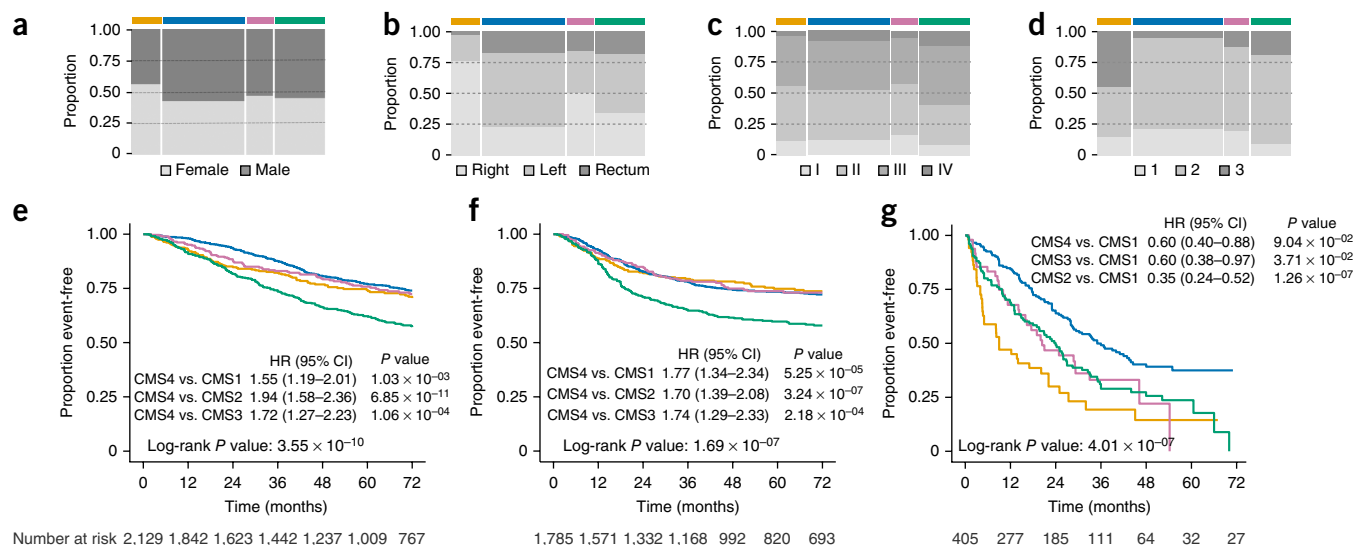 a
b
c
d
Proportion
1.00
0.75
0.50
0.25
0
Female Male
Proportion
1.00
0.75
0.50
0.25
0
Right Left Rectum
Proportion
1.00
0.75
0.50
0.25
0
I II III IV
Proportion
1.00
0.75
0.50
0.25
0
1 2 3
e
Proportion event-free
1.00
0.75
0.50
0.25
0
HR (95% CI) P value
CMS4 vs. CMS1 1.55 (1.19–2.01) 1.03 × 10⁻⁰³
CMS4 vs. CMS2 1.94 (1.58–2.36) 6.85 × 10⁻¹¹
CMS4 vs. CMS3 1.72 (1.27–2.23) 1.06 × 10⁻⁰⁴
Log-rank P value: 3.55 × 10⁻¹⁰
0 12 24 36 48 60 72
Time (months)
Number at risk 2,129 1,842 1,623 1,442 1,237 1,009 767
f
Proportion event-free
1.00
0.75
0.50
0.25
0
HR (95% CI) P value
CMS4 vs. CMS1 1.77 (1.34–2.34) 5.25 × 10⁻⁰⁵
CMS4 vs. CMS2 1.70 (1.39–2.08) 3.24 × 10⁻⁰⁷
CMS4 vs. CMS3 1.74 (1.29–2.33) 2.18 × 10⁻⁰⁴
Log-rank P value: 1.69 × 10⁻⁰⁷
0 12 24 36 48 60 72
Time (months)
1,785 1,571 1,332 1,168 992 820 693
g
Proportion event-free
1.00
0.75
0.50
0.25
0
HR (95% CI) P value
CMS4 vs. CMS1 0.60 (0.40–0.88) 9.04 × 10⁻⁰²
CMS3 vs. CMS1 0.60 (0.38–0.97) 3.71 × 10⁻⁰²
CMS2 vs. CMS1 0.35 (0.24–0.52) 1.26 × 10⁻⁰⁷
Log-rank P value: 4.01 × 10⁻⁰⁷
0 12 24 36 48 60 72
Time (months)
405 277 185 111 64 32 27